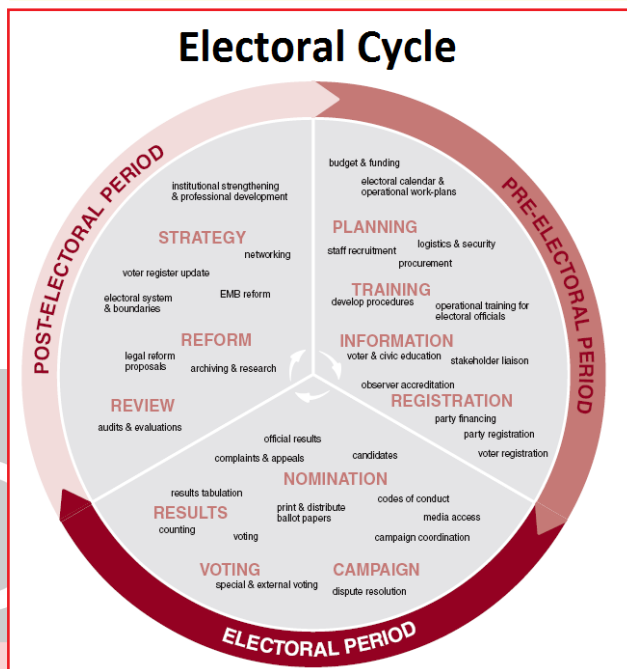 Electoral Cycle
POST-ELECTORAL PERIOD
PRE-ELECTORAL PERIOD
ELECTORAL PERIOD
institutional strengthening
& professional development
STRATEGY
networking
voter register update
electoral system
& boundaries
EMB reform
REFORM
legal reform
proposals
archiving & research
REVIEW
audits & evaluations
budget & funding
electoral calendar &
operational work-plans
PLANNING
logistics & security
staff recruitment
procurement
TRAINING
develop procedures
operational training for
electoral officials
INFORMATION
voter & civic education
stakeholder liaison
observer accreditation
REGISTRATION
party financing
party registration
voter registration
official results
complaints & appeals
candidates
NOMINATION
results tabulation
codes of conduct
RESULTS
print & distribute
ballot papers
media access
counting
voting
campaign coordination
VOTING
CAMPAIGN
special & external voting
dispute resolution